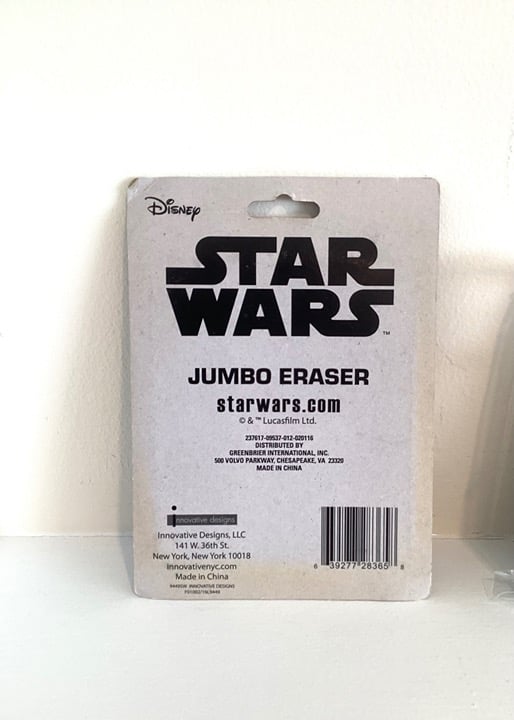 Disney
STAR
WARS
™
JUMBO ERASER
starwars.com
© & ™ Lucasfilm Ltd.
237617-09537-012-020116
DISTRIBUTED BY
GREENBRIER INTERNATIONAL, INC.
500 VOLVO PARKWAY, CHESAPEAKE, VA 23320
MADE IN CHINA
innovative designs
Innovative Designs, LLC
141 W. 36th St.
New York, New York 10018
innovativenyc.com
Made in China
INNOVATIVE DESIGNS
6 39277 28365 8